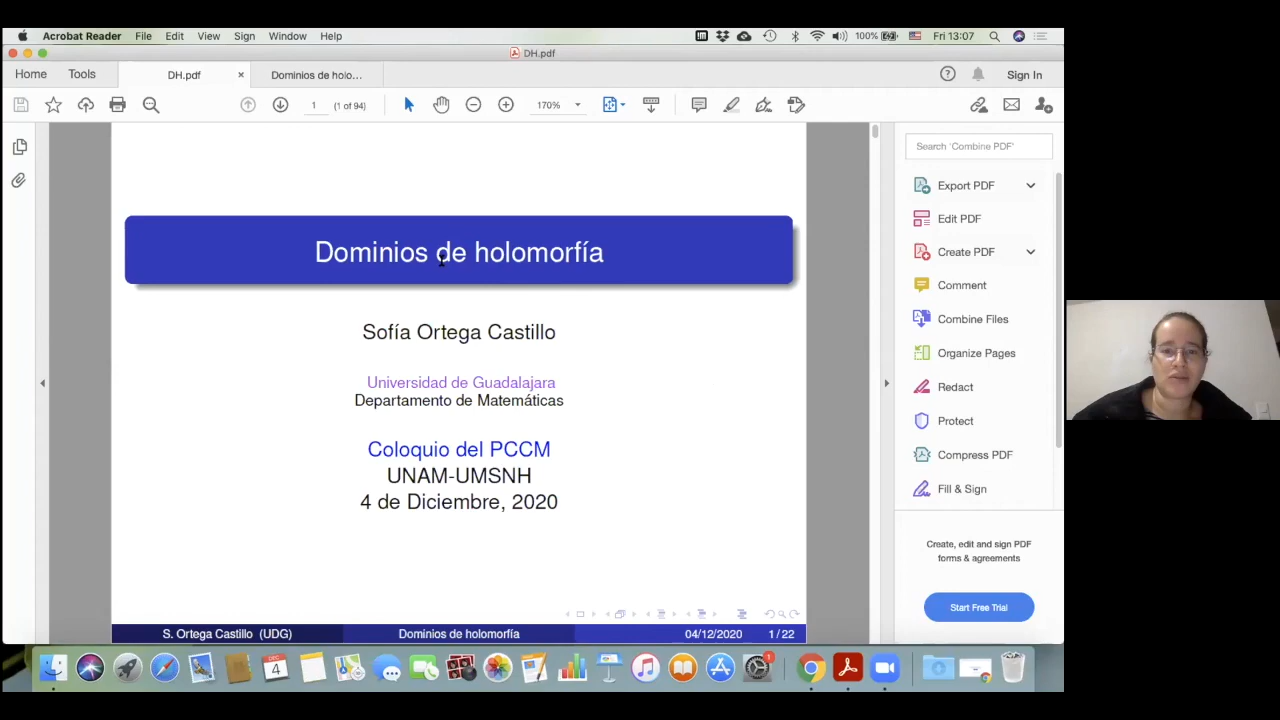 Acrobat Reader File Edit View Sign Window Help 100% Fri 13:07
DH.pdf
Home Tools DH.pdf × Dominios de holo... ? Sign In
1 (1 of 94) 170%
Search 'Combine PDF'
Export PDF
Edit PDF
Create PDF
Comment
Combine Files
Organize Pages
Redact
Protect
Compress PDF
Fill & Sign
Create, edit and sign PDF
forms & agreements
Start Free Trial
Dominios de holomorfía
Sofía Ortega Castillo
Universidad de Guadalajara
Departamento de Matemáticas
Coloquio del PCCM
UNAM-UMSNH
4 de Diciembre, 2020
S. Ortega Castillo (UDG) Dominios de holomorfía 04/12/2020 1 / 22
DEC
4
1